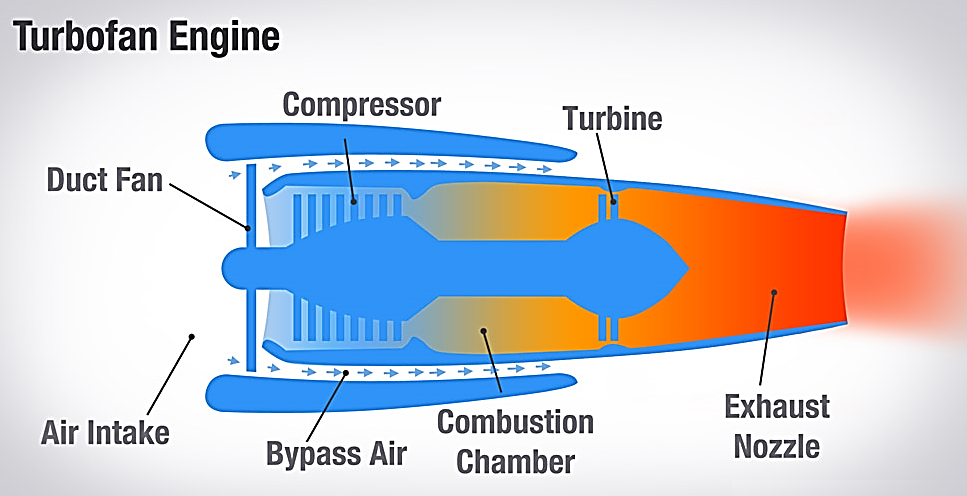 Turbofan Engine
Compressor
Turbine
Duct Fan
Air Intake
Bypass Air
Combustion
Chamber
Exhaust
Nozzle